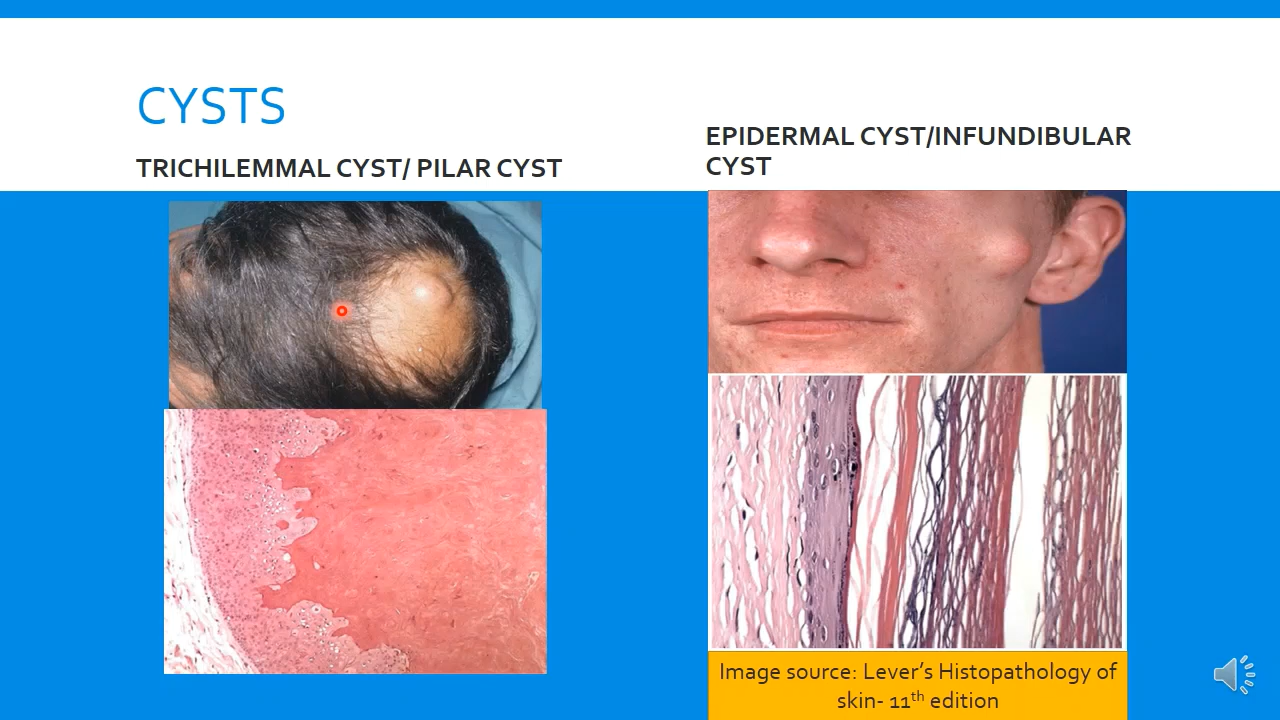 CYSTS
TRICHILEMMAL CYST/ PILAR CYST
EPIDERMAL CYST/INFUNDIBULAR
CYST
Image source: Lever’s Histopathology of
skin- 11th edition